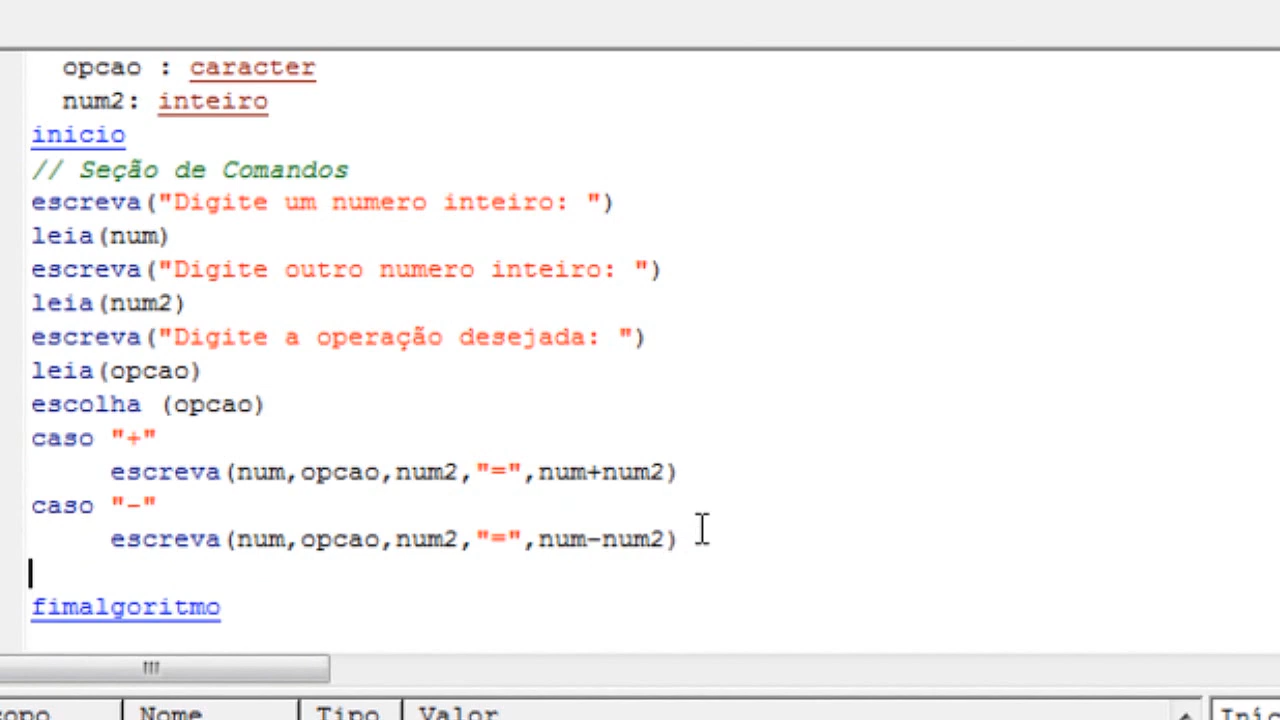 opcao : caracter
num2: inteiro
inicio
// Seção de Comandos
escreva("Digite um numero inteiro: ")
leia(num)
escreva("Digite outro numero inteiro: ")
leia(num2)
escreva("Digite a operação desejada: ")
leia(opcao)
escolha (opcao)
caso "+"
escreva(num,opcao,num2,"=",num+num2)
caso "-"
escreva(num,opcao,num2,"=",num-num2)
fimalgoritmo
Nome Tipo Valor